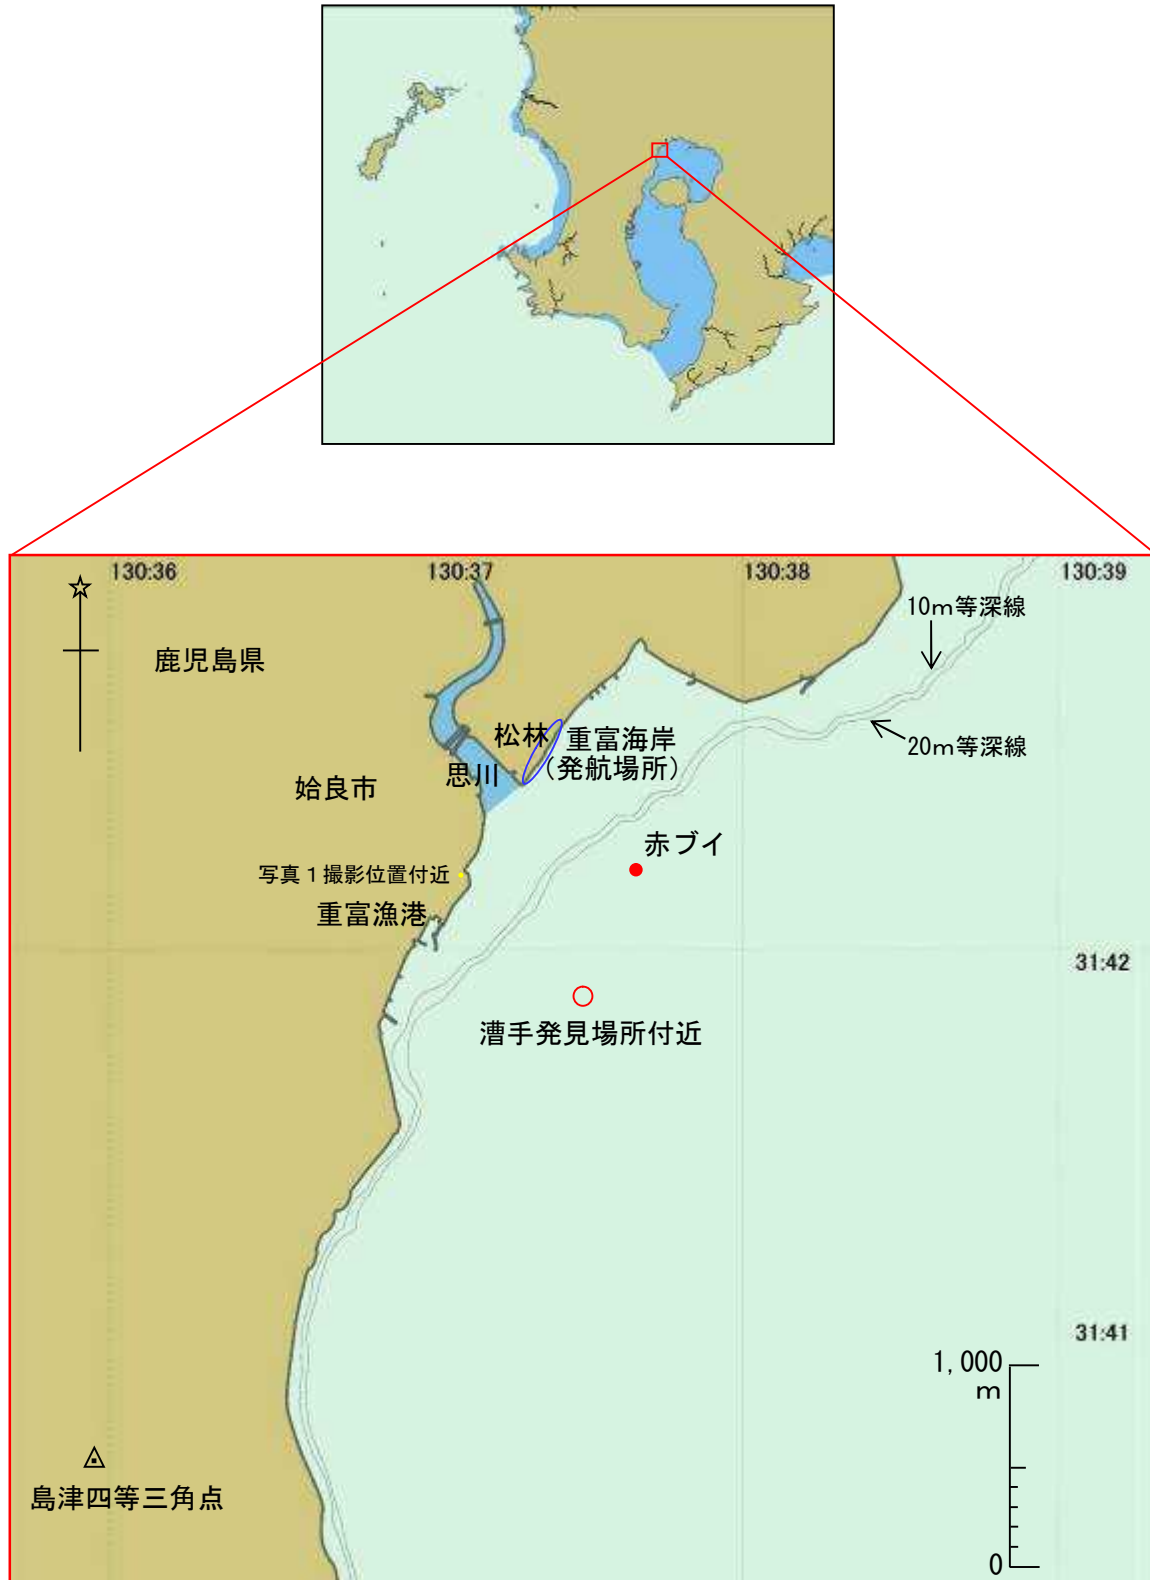 130:36
130:37
130:38
130:39
10m等深線
鹿児島県
松林
重富海岸
(発航場所)
20m等深線
思川
姶良市
赤ブイ
写真1撮影位置付近
重富漁港
31:42
漕手発見場所付近
31:41
1,000
m
島津四等三角点
0